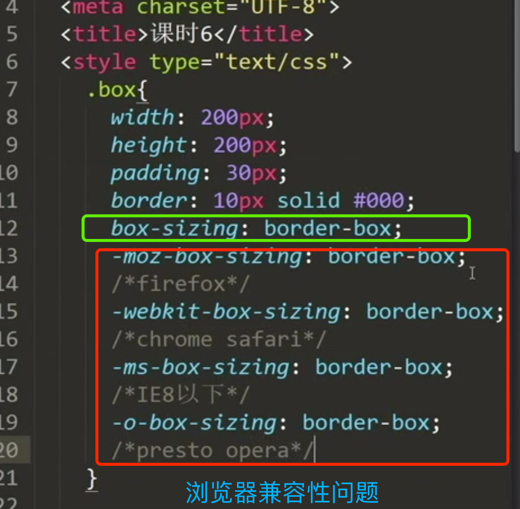 4 <meta charset="UTF-8">
5 <title>课时6</title>
6 <style type="text/css">
7 .box{
8 width: 200px;
9 height: 200px;
10 padding: 30px;
11 border: 10px solid #000;
12 box-sizing: border-box;
13 -moz-box-sizing: border-box;
14 /*firefox*/
15 -webkit-box-sizing: border-box;
16 /*chrome safari*/
17 -ms-box-sizing: border-box;
18 /*IE8以下*/
19 -o-box-sizing: border-box;
20 /*presto opera*/
21 }
22
浏览器兼容性问题